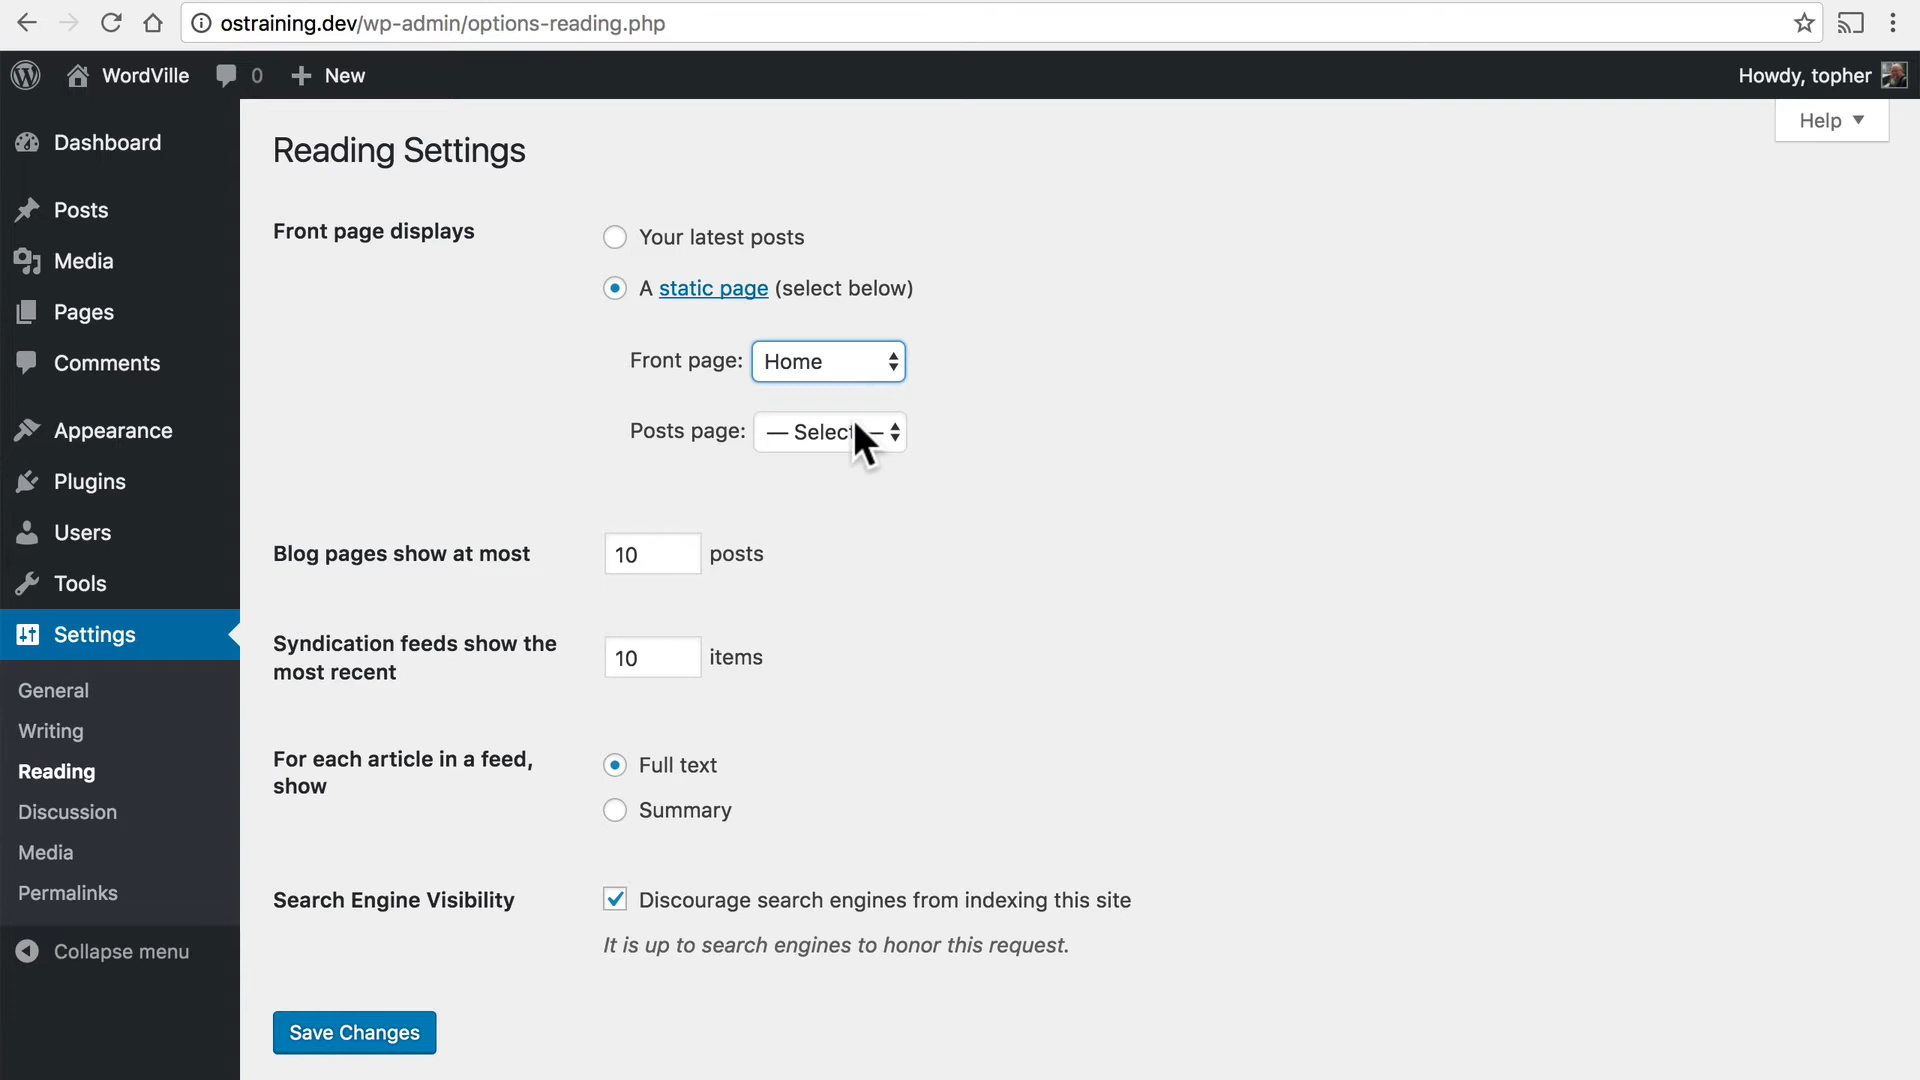 ostraining.dev/wp-admin/options-reading.php
WordVille 0 New Howdy, topher
Help
Dashboard
Posts
Media
Pages
Comments
Appearance
Plugins
Users
Tools
Settings
General
Writing
Reading
Discussion
Media
Permalinks
Collapse menu
Reading Settings
Front page displays
Your latest posts
A static page (select below)
Front page: Home
Posts page: — Select —
Blog pages show at most 10 posts
Syndication feeds show the
most recent
10 items
For each article in a feed,
show
Full text
Summary
Search Engine Visibility
Discourage search engines from indexing this site
It is up to search engines to honor this request.
Save Changes